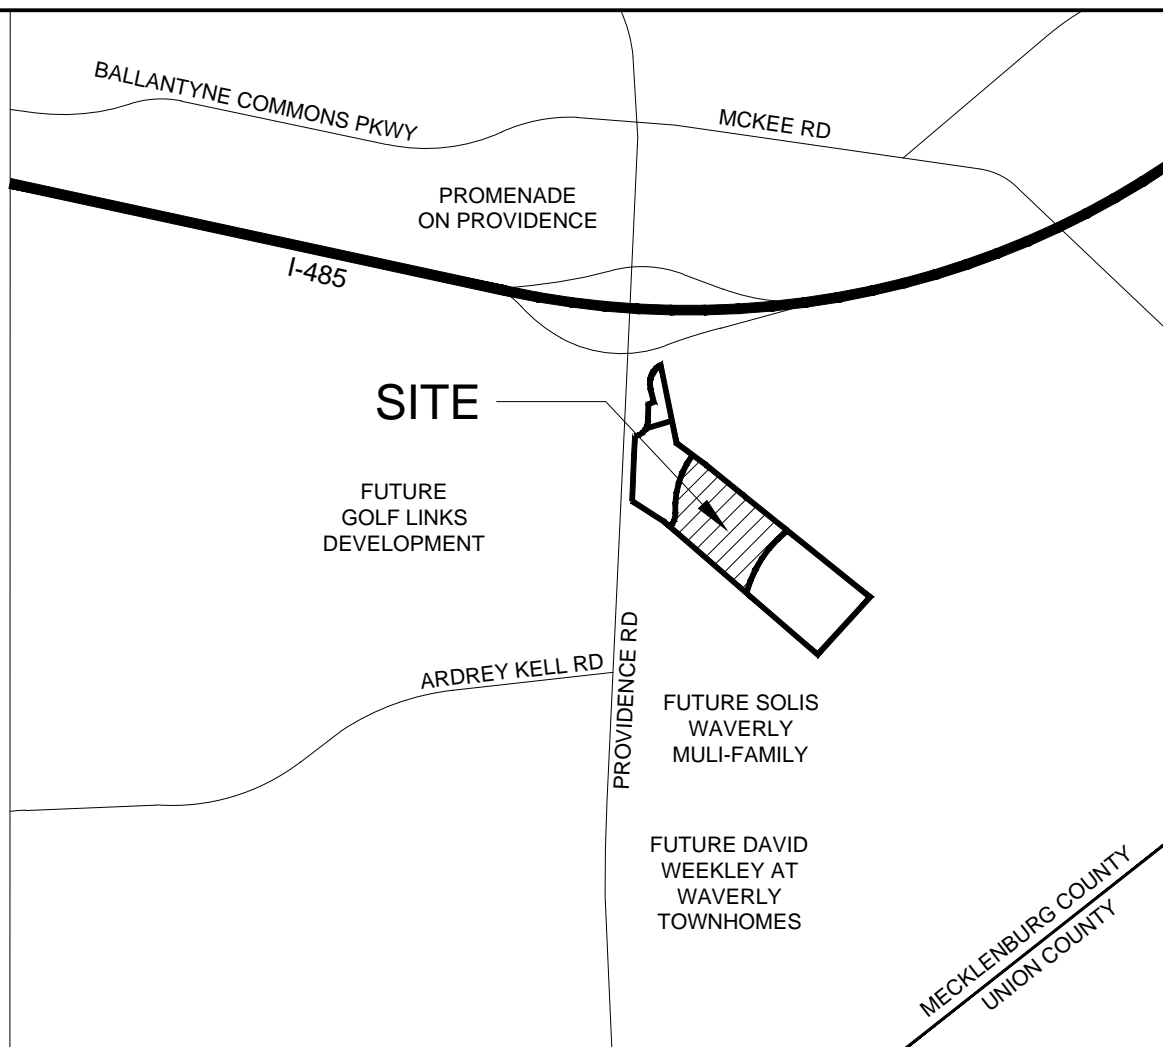 BALLANTYNE COMMONS PKWY
MCKEE RD
PROMENADE
ON PROVIDENCE
I-485
SITE
FUTURE
GOLF LINKS
DEVELOPMENT
ARDREY KELL RD
PROVIDENCE RD
FUTURE SOLIS
WAVERLY
MULI-FAMILY
FUTURE DAVID
WEEKLEY AT
WAVERLY
TOWNHOMES
MECKLENBURG COUNTY
UNION COUNTY